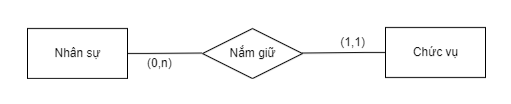 Nhân sự
(0,n)
Nắm giữ
(1,1)
Chức vụ